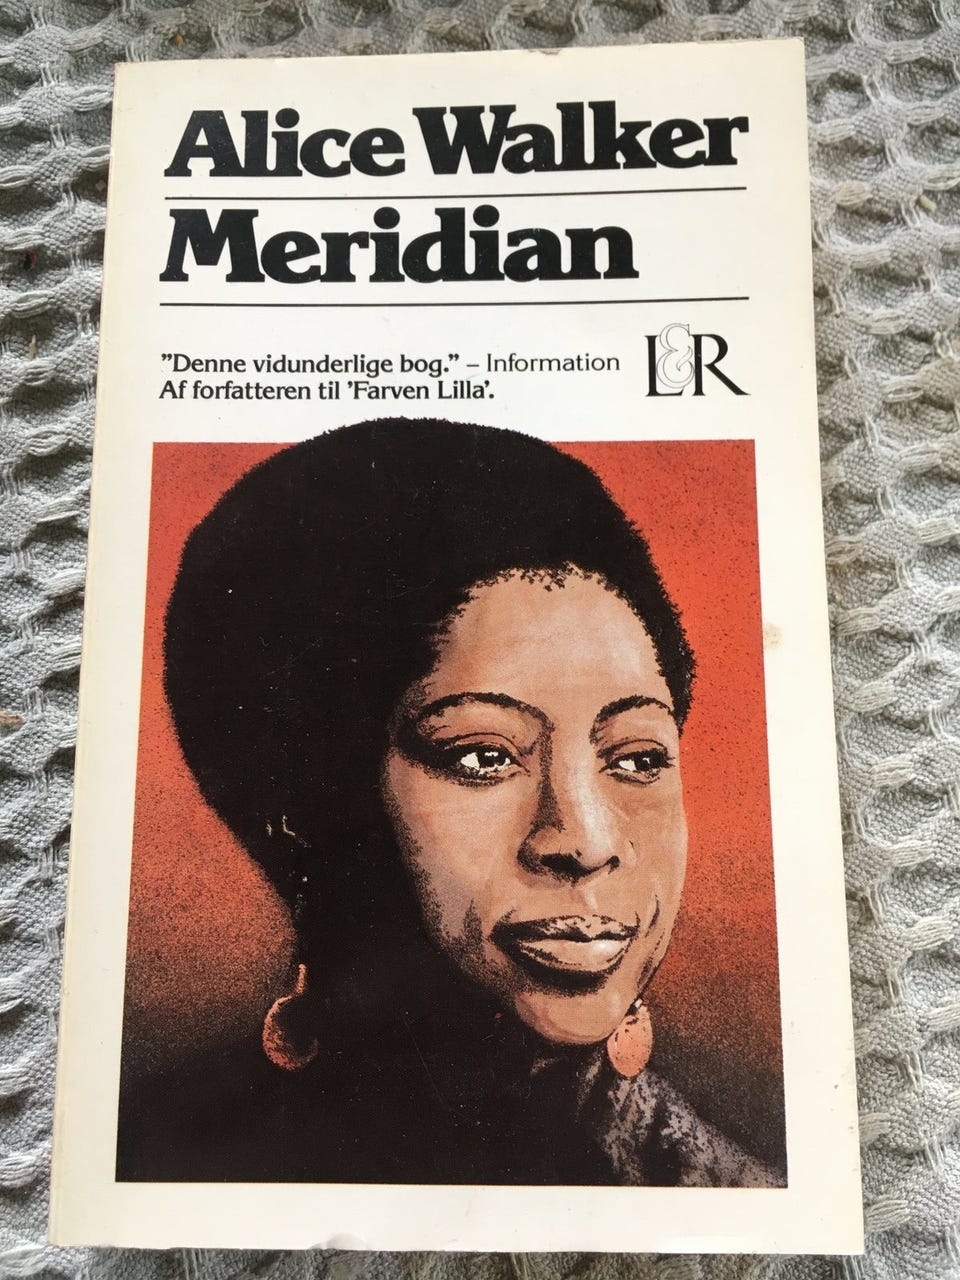 Alice Walker
Meridian
”Denne vidunderlige bog.” – Information
Af forfatteren til ’Farven Lilla’.
L&R